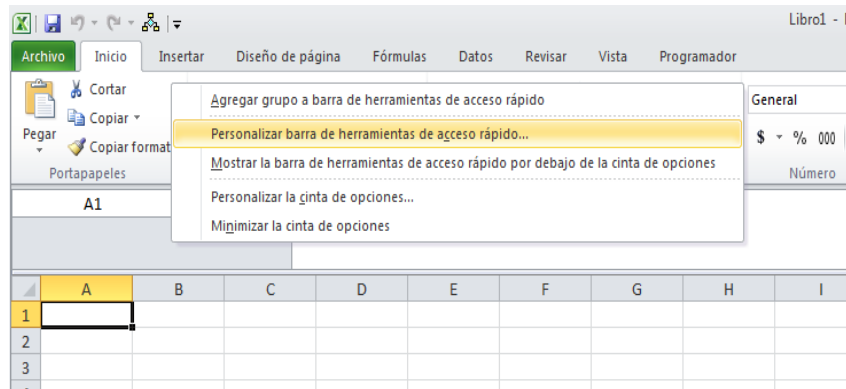 Libro1 -
Archivo Inicio Insertar Diseño de página Fórmulas Datos Revisar Vista Programador
Cortar
Copiar
Pegar
Copiar format
Portapapeles
Agregar grupo a barra de herramientas de acceso rápido
Personalizar barra de herramientas de acceso rápido...
Mostrar la barra de herramientas de acceso rápido por debajo de la cinta de opciones
Personalizar la cinta de opciones...
Minimizar la cinta de opciones
General
$ % 000
Número
A1
A B C D E F G H I
1
2
3